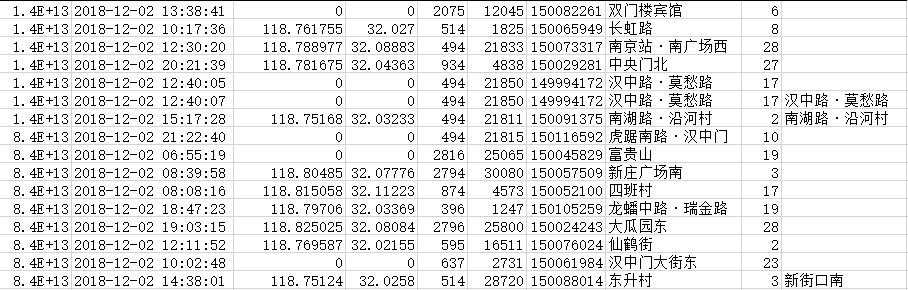 1.4E+13 2018-12-02 13:38:41 0 0 2075 12045 150082261 双门楼宾馆 6
1.4E+13 2018-12-02 10:17:36 118.761755 32.027 514 1825 150065949 长虹路 8
1.4E+13 2018-12-02 12:30:20 118.788977 32.08883 494 21833 150073317 南京站·南广场西 28
1.4E+13 2018-12-02 20:21:39 118.781675 32.04363 934 4838 150029281 中央门北 27
1.4E+13 2018-12-02 12:40:05 0 0 494 21850 149994172 汉中路·莫愁路 17
1.4E+13 2018-12-02 12:40:07 0 0 494 21850 149994172 汉中路·莫愁路 17 汉中路·莫愁路
1.4E+13 2018-12-02 15:17:28 118.75168 32.03233 494 21811 150091375 南湖路·沿河村 2 南湖路·沿河村
8.4E+13 2018-12-02 21:22:40 0 0 494 21815 150116592 虎踞南路·汉中门 10
8.4E+13 2018-12-02 06:55:19 0 0 2816 25065 150045829 富贵山 19
8.4E+13 2018-12-02 08:39:58 118.80485 32.07776 2794 30080 150057509 新庄广场南 3
8.4E+13 2018-12-02 08:08:16 118.815058 32.11223 874 4573 150052100 四班村 17
8.4E+13 2018-12-02 18:47:23 118.79706 32.03369 396 1247 150105259 龙蟠中路·瑞金路 19
8.4E+13 2018-12-02 19:03:15 118.825025 32.08084 2796 25800 150024243 大瓜园东 28
8.4E+13 2018-12-02 12:11:52 118.769587 32.02155 595 16511 150076024 仙鹤街 2
8.4E+13 2018-12-02 10:02:48 0 0 637 2731 150061984 汉中门大街东 23
8.4E+13 2018-12-02 14:38:01 118.75124 32.0258 514 28720 150088014 东升村 3 新街口南